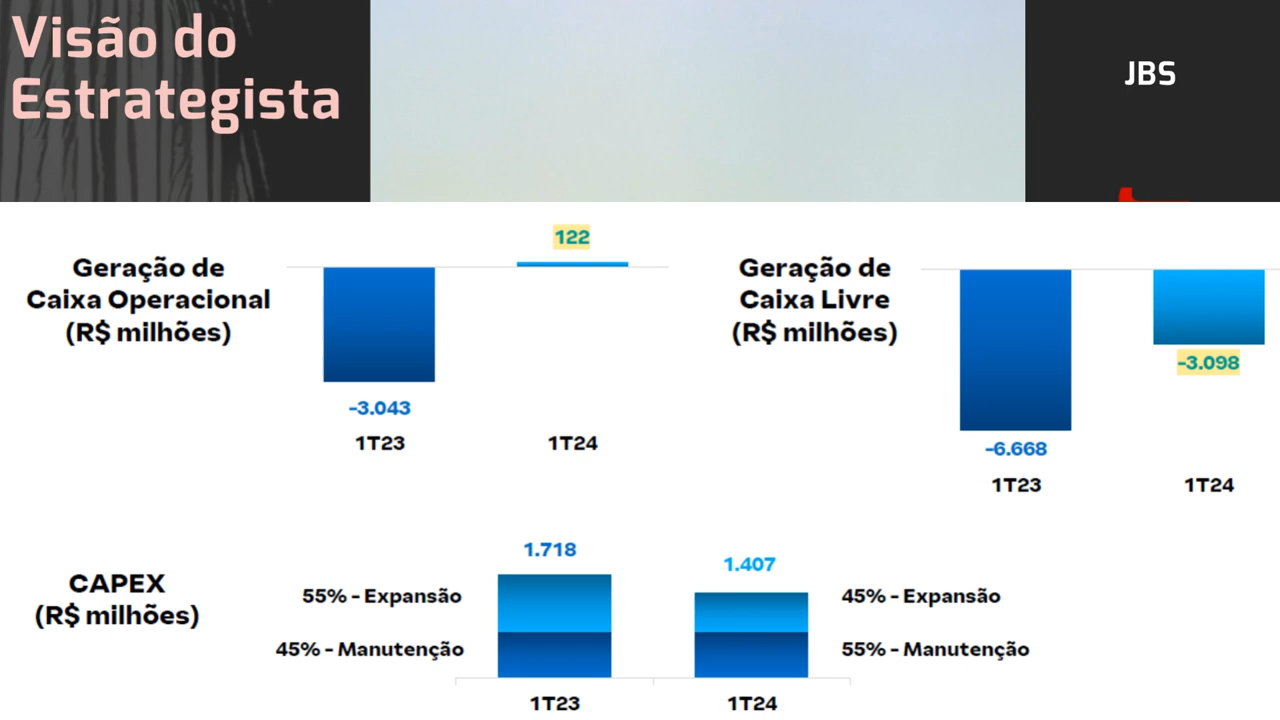 Visão do
Estrategista
JBS
Geração de
Caixa Operacional
(R$ milhões)
122
-3.043
1T23
1T24
Geração de
Caixa Livre
(R$ milhões)
-3.098
-6.668
1T23
1T24
CAPEX
(R$ milhões)
1.718
1.407
55% - Expansão
45% - Expansão
45% - Manutenção
55% - Manutenção
1T23
1T24